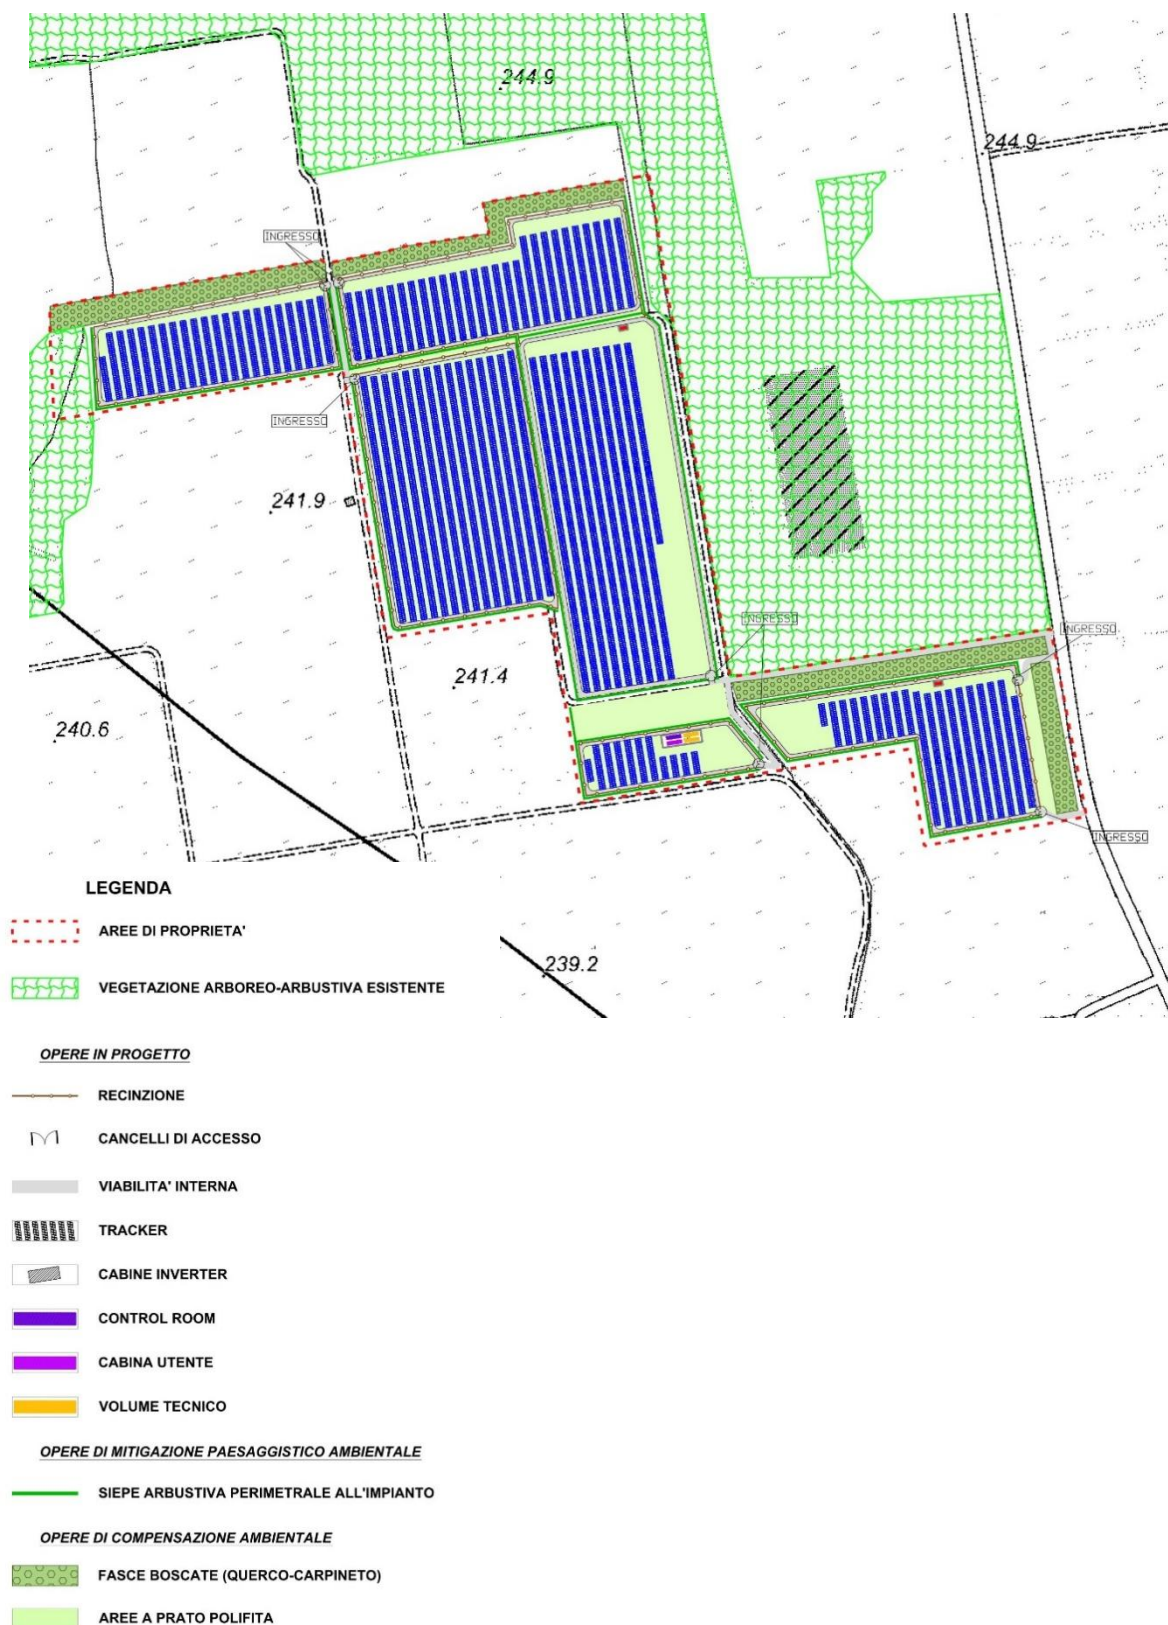 244.9
244.9
INGRESSO
INGRESSO
241.9
INGRESSO
INGRESSO
241.4
240.6
INGRESSO
LEGENDA
AREE DI PROPRIETA'
239.2
VEGETAZIONE ARBOREO-ARBUSTIVA ESISTENTE
OPERE IN PROGETTO
RECINZIONE
CANCELLI DI ACCESSO
VIABILITA' INTERNA
TRACKER
CABINE INVERTER
CONTROL ROOM
CABINA UTENTE
VOLUME TECNICO
OPERE DI MITIGAZIONE PAESAGGISTICO AMBIENTALE
SIEPE ARBUSTIVA PERIMETRALE ALL'IMPIANTO
OPERE DI COMPENSAZIONE AMBIENTALE
FASCE BOSCATE (QUERCO-CARPINETO)
AREE A PRATO POLIFITA